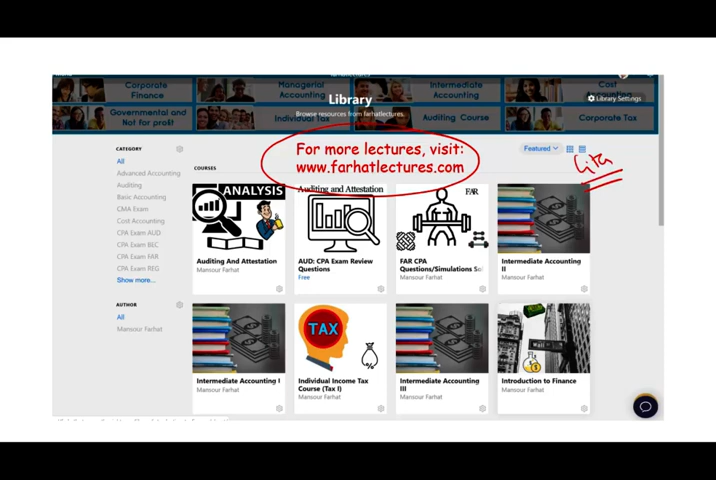 farhatlectures
Corporate Finance
Managerial Accounting
Intermediate Accounting
Cost Accounting
Library
Library Settings
Governmental and Not for profit
Individual Tax
Browse resources from farhatlectures.
Auditing Course
Corporate Tax
For more lectures, visit:
www.farhatlectures.com
CATEGORY
All
Advanced Accounting
Auditing
Basic Accounting
CMA Exam
Cost Accounting
CPA Exam AUD
CPA Exam BEC
CPA Exam FAR
CPA Exam REG
Show more...
AUTHOR
All
Mansour Farhat
COURSES
Featured
ANALYSIS
Auditing And Attestation
Mansour Farhat
Auditing and Attestation
AUD: CPA Exam Review
Questions
Free
FAR
FAR CPA
Questions/Simulations Sol
Mansour Farhat
Intermediate Accounting
II
Mansour Farhat
Intermediate Accounting I
Mansour Farhat
TAX
Individual Income Tax
Course (Tax I)
Mansour Farhat
Intermediate Accounting
III
Mansour Farhat
Wall
Introduction to Finance
Mansour Farhat